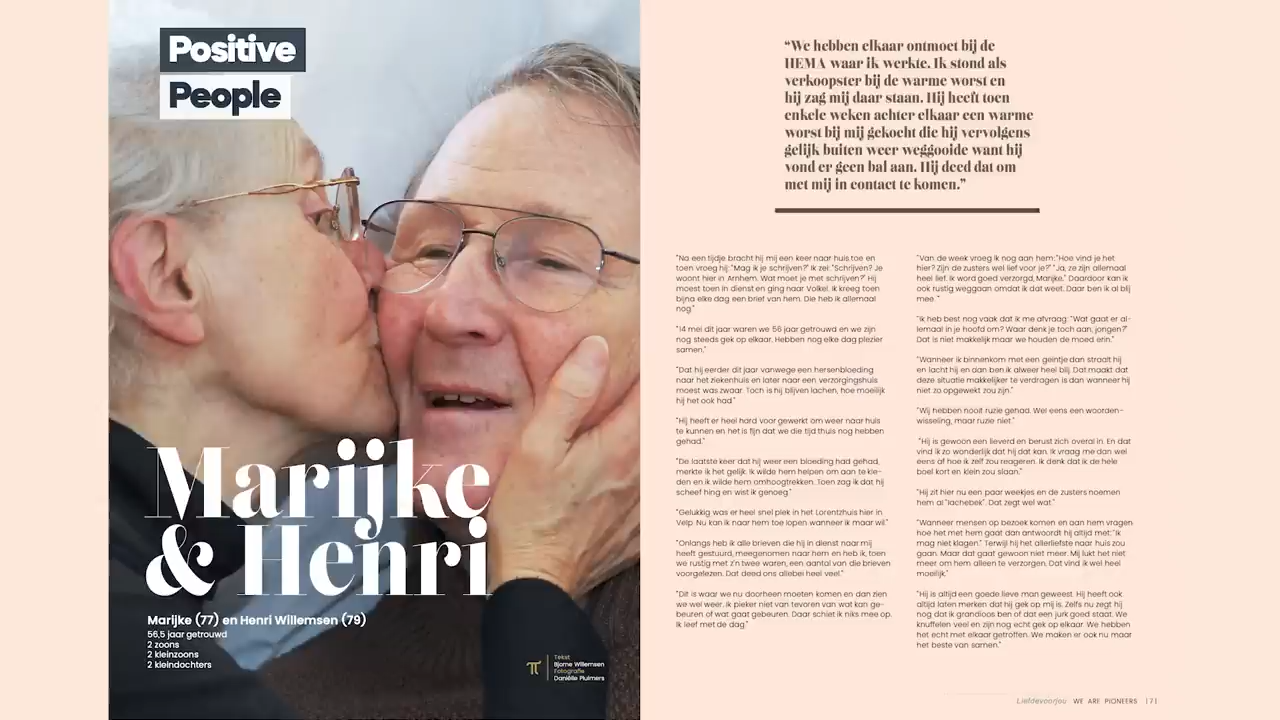 Positive
People
Marijke
& Henri
Marijke (77) en Henri Willemsen (79)
56,5 jaar getrouwd
2 zoons
2 kleinzoons
2 kleindochters
Tekst
Bjorne Willemsen
Fotografie
Daniëlle Pluimers
“We hebben elkaar ontmoet bij de
HEMA waar ik werkte. Ik stond als
verkoopster bij de warme worst en
hij zag mij daar staan. Hij heeft toen
enkele weken achter elkaar een warme
worst bij mij gekocht die hij vervolgens
gelijk buiten weer weggooide want hij
vond er geen bal aan. Hij deed dat om
met mij in contact te komen.”
"Na een tijdje bracht hij mij een keer naar huis toe en
toen vroeg hij: "Mag ik je schrijven?" Ik zei: "Schrijven? Je
woont hier in Arnhem. Wat moet je met schrijven?" Hij
moest toen in dienst en ging naar Volkel. Ik kreeg toen
bijna elke dag een brief van hem. Die heb ik allemaal
nog."
"14 mei dit jaar waren we 56 jaar getrouwd en we zijn
nog steeds gek op elkaar. Hebben nog elke dag plezier
samen."
"Dat hij eerder dit jaar vanwege een hersenbloeding
naar het ziekenhuis en later naar een verzorgingshuis
moest was zwaar. Toch is hij blijven lachen, hoe moeilijk
hij het ook had."
"Hij heeft er heel hard voor gewerkt om weer naar huis
te kunnen en het is fijn dat we die tijd thuis nog hebben
gehad."
"De laatste keer dat hij weer een bloeding had gehad,
merkte ik het gelijk. Ik wilde hem helpen om aan te kle-
den en ik wilde hem omhoogtrekken. Toen zag ik dat hij
scheef hing en wist ik genoeg."
"Gelukkig was er heel snel plek in het Lorentzhuis hier in
Velp. Nu kan ik naar hem toe lopen wanneer ik maar wil."
"Onlangs heb ik alle brieven die hij in dienst naar mij
heeft gestuurd, meegenomen naar hem en heb ik, toen
we rustig met z'n twee waren, een aantal van die brieven
voorgelezen. Dat deed ons allebei heel veel."
"Dit is waar we nu doorheen moeten komen en dan zien
we wel weer. Ik pieker niet van tevoren van wat kan ge-
beuren of wat gaat gebeuren. Daar schiet ik niks mee op.
Ik leef met de dag."
"Van de week vroeg ik nog aan hem: "Hoe vind je het
hier? Zijn de zusters wel lief voor je?" "Ja, ze zijn allemaal
heel lief. Ik word goed verzorgd, Marijke." Daardoor kan ik
ook rustig weggaan omdat ik dat weet. Daar ben ik al blij
mee."
"Ik heb best nog vaak dat ik me afvraag: "Wat gaat er al-
lemaal in je hoofd om? Waar denk je toch aan, jongen?"
Dat is niet makkelijk maar we houden de moed erin."
"Wanneer ik binnenkom met een geintje dan straalt hij
en lacht hij en dan ben ik alweer heel blij. Dat maakt dat
deze situatie makkelijker te verdragen is dan wanneer hij
niet zo opgewekt zou zijn."
"Wij hebben nooit ruzie gehad. Wel eens een woorden-
wisseling, maar ruzie niet."
"Hij is gewoon een lieverd en berust zich overal in. En dat
vind ik zo wonderlijk dat hij dat kan. Ik vraag me dan wel
eens af hoe ik zelf zou reageren. Ik denk dat ik de hele
boel kort en klein zou slaan."
"Hij zit hier nu een paar weekjes en de zusters noemen
hem al "lachebek". Dat zegt wel wat."
"Wanneer mensen op bezoek komen en aan hem vragen
hoe het met hem gaat dan antwoordt hij altijd met: "Ik
mag niet klagen." Terwijl hij het allerliefste naar huis zou
gaan. Maar dat gaat gewoon niet meer. Mij lukt het niet
meer om hem alleen te verzorgen. Dat vind ik wel heel
moeilijk."
"Hij is altijd een goede lieve man geweest. Hij heeft ook
altijd laten merken dat hij gek op mij is. Zelfs nu zegt hij
nog dat ik grandioos ben of dat een jurk goed staat. We
knuffelen veel en zijn nog echt gek op elkaar. We hebben
het echt met elkaar getroffen. We maken er ook nu maar
het beste van samen."
Liefdevoorjou WE ARE PIONEERS | 7 |